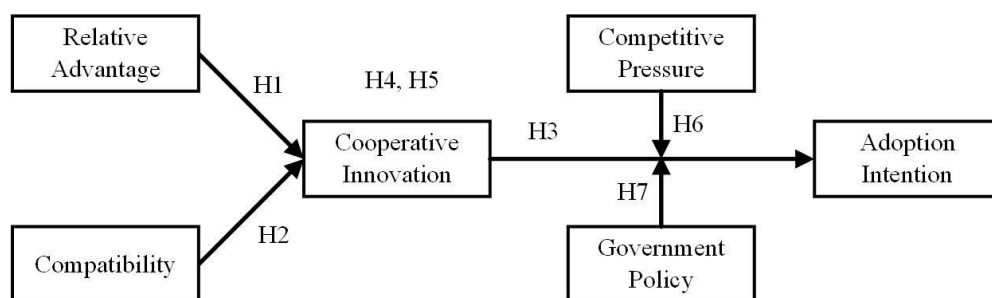 Relative
Advantage
H1
H4, H5
Competitive
Pressure
Cooperative
Innovation
H3
H6
Adoption
Intention
H7
H2
Compatibility
Government
Policy